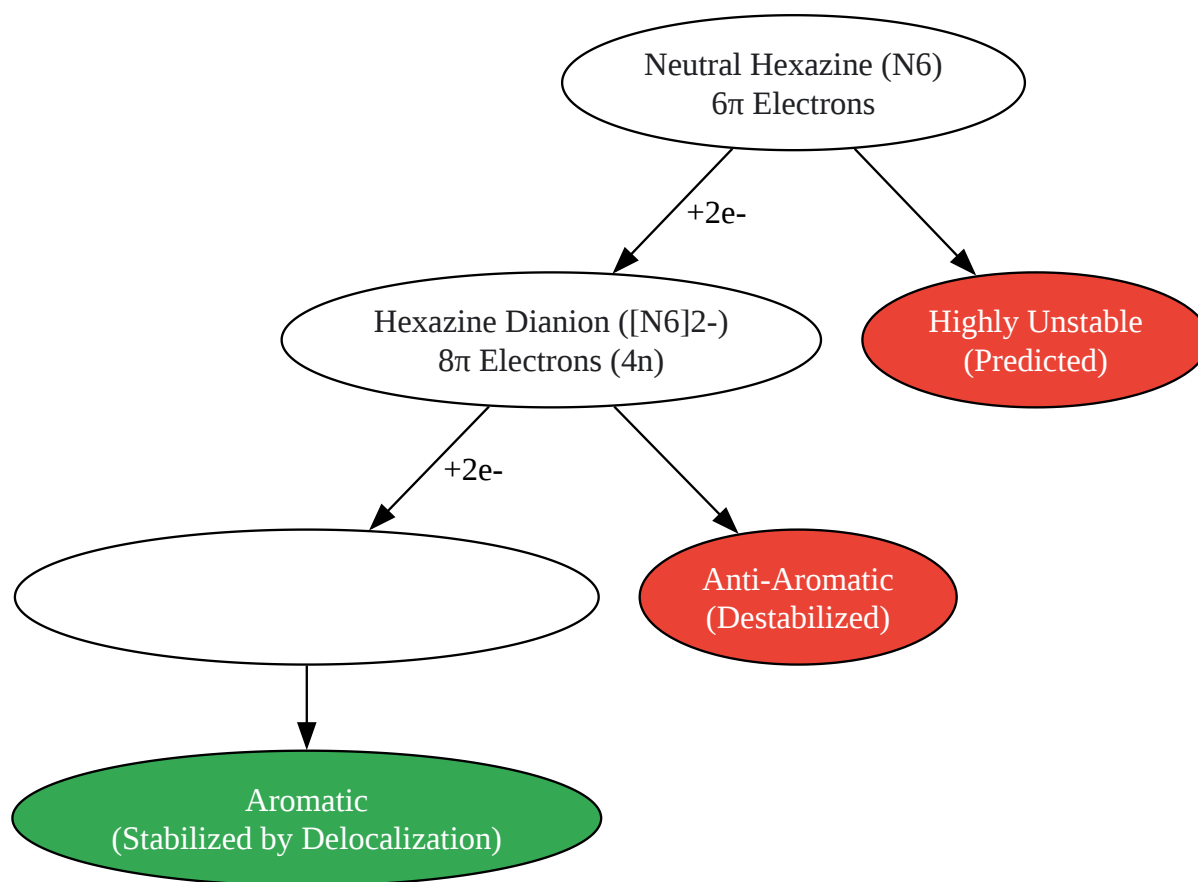 Neutral Hexazine (N6)
6π Electrons
+2e-
Hexazine Dianion ([N6]2-)
8π Electrons (4n)
Highly Unstable
(Predicted)
+2e-
Anti-Aromatic
(Destabilized)
Aromatic
(Stabilized by Delocalization)